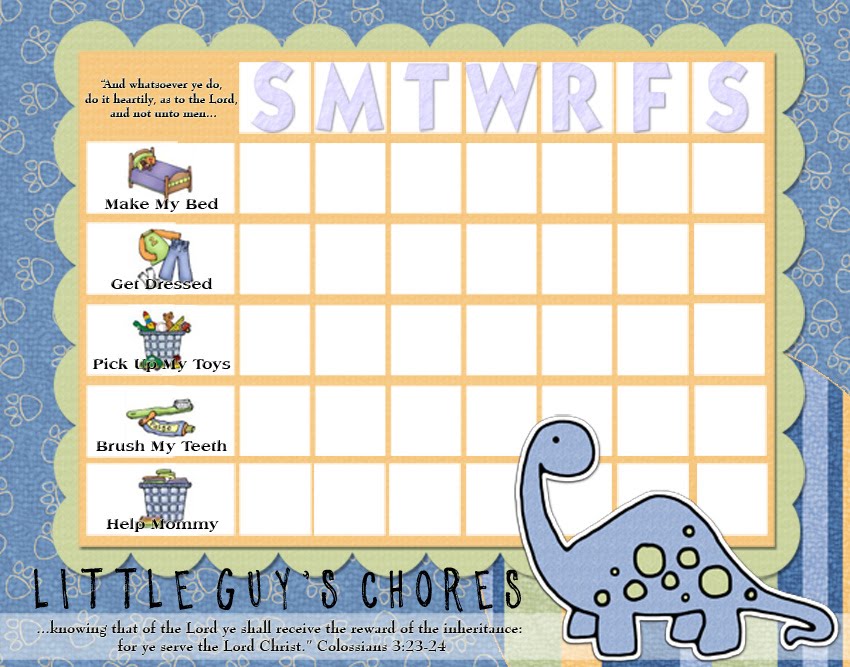 "And whatsoever ye do,
do it heartily, as to the Lord,
and not unto men...
S M T W R F S
Make My Bed
Get Dressed
Pick Up My Toys
Brush My Teeth
Help Mommy
LITTLE GUY'S CHORES
...knowing that of the Lord ye shall receive the reward of the inheritance:
for ye serve the Lord Christ." Colossians 3:23-24